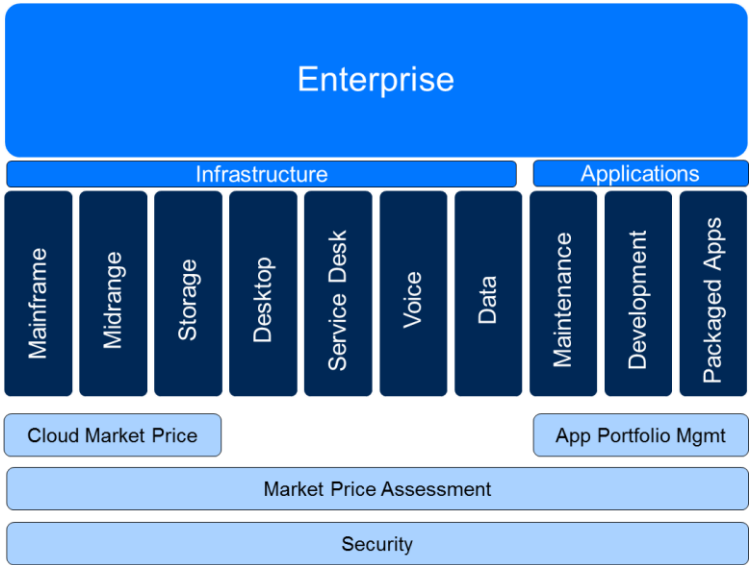 Enterprise
Infrastructure
Applications
Mainframe
Midrange
Storage
Desktop
Service Desk
Voice
Data
Maintenance
Development
Packaged Apps
Cloud Market Price
App Portfolio Mgmt
Market Price Assessment
Security